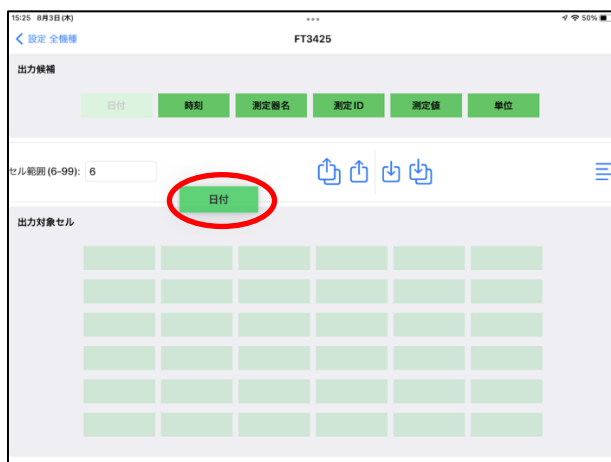 15:25 8月3日(木) 50%
設定 全機種 FT3425
出力候補
日付 時刻 測定器名 測定ID 測定値 単位
セル範囲(6-99): 6
日付
出力対象セル